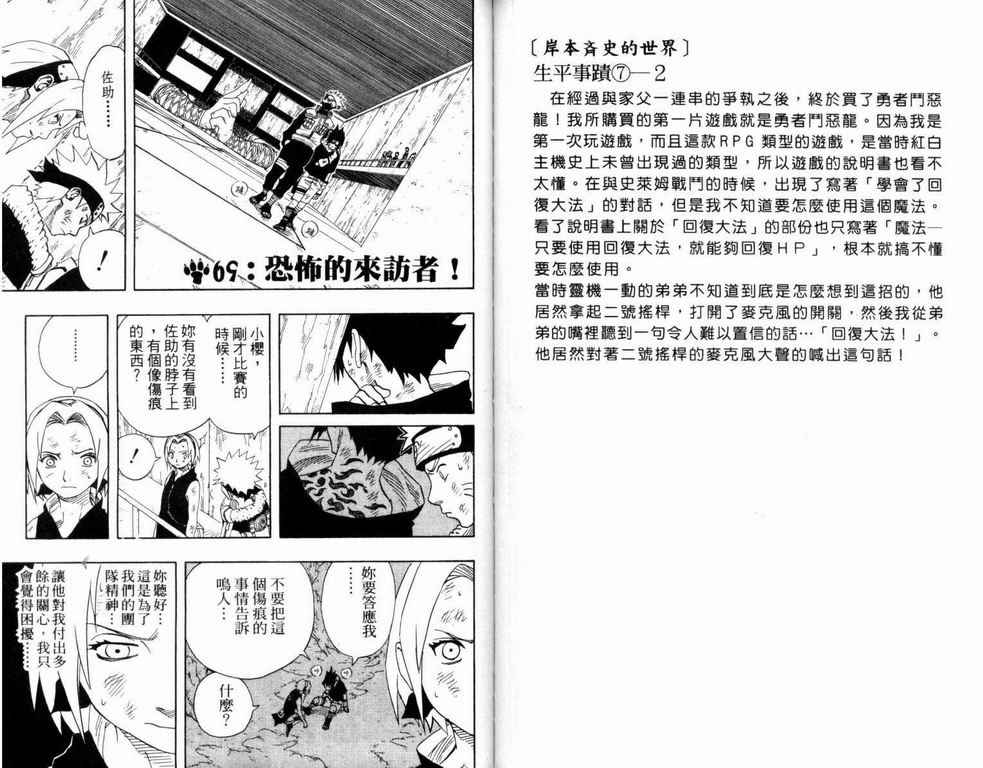 〔岸本斉史的世界〕
生平事蹟⑦—2
在經過與家父一連串的爭執之後，終於買了勇者鬥惡
龍！我所購買的第一片遊戲就是勇者鬥惡龍。因為我是
第一次玩遊戲，而且這款RPG 類型的遊戲，是當時紅白
主機史上未曾出現過的類型，所以遊戲的說明書也看不
太懂。在與史萊姆戰鬥的時候，出現了寫著「學會了回
復大法」的對話，但是我不知道要怎麼使用這個魔法。
看了說明書上關於「回復大法」的部份也只寫著「魔法—
只要使用回復大法，就能夠回復HP」，根本就搞不懂
要怎麼使用。
當時靈機一動的弟弟不知道到底是怎麼想到這招的，他
居然拿起二號搖桿，打開了麥克風的開關，然後我從弟
弟的嘴裡聽到一句令人難以置信的話…「回復大法！」。
他居然對著二號搖桿的麥克風大聲的喊出這句話！
69：恐怖的來訪者！
佐助……
！
小櫻，
剛才比賽的
時候……
妳有沒有看到
佐助的脖子上
，有個像傷痕
的東西？
！
………
妳要答應我
……
不要把這
個傷痕的
事情告訴
鳴人…
什麼？
妳聽好…
這是為了
我們的團
隊精神…
讓他對我付出多
餘的關心，我只
會覺得困擾……